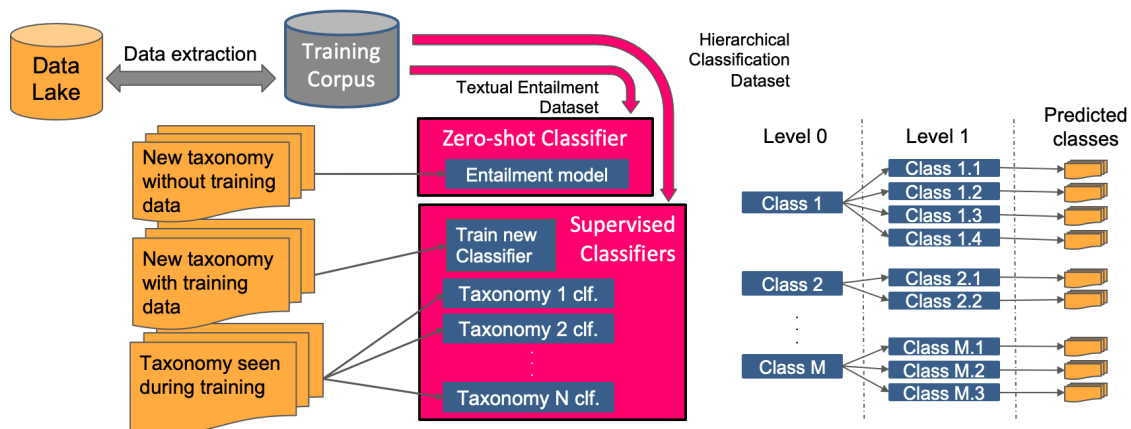 Data
Lake
Data extraction
Training
Corpus
Hierarchical
Classification
Dataset
Textual Entailment
Dataset
New taxonomy
without training
data
Zero-shot Classifier
Entailment model
New taxonomy
with training
data
Supervised
Classifiers
Train new
Classifier
Taxonomy 1 clf.
Taxonomy 2 clf.
Taxonomy N clf.
Taxonomy seen
during training
Level 0
Level 1
Predicted
classes
Class 1
Class 1.1
Class 1.2
Class 1.3
Class 1.4
Class 2
Class 2.1
Class 2.2
Class M
Class M.1
Class M.2
Class M.3